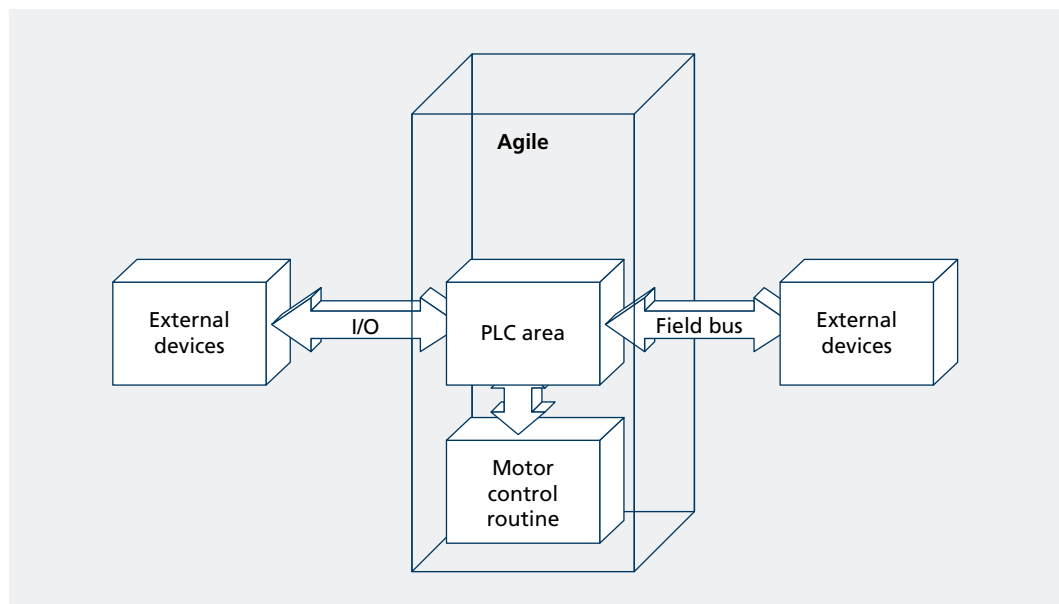 Agile
External
devices
I/O
PLC area
Field bus
External
devices
Motor
control
routine